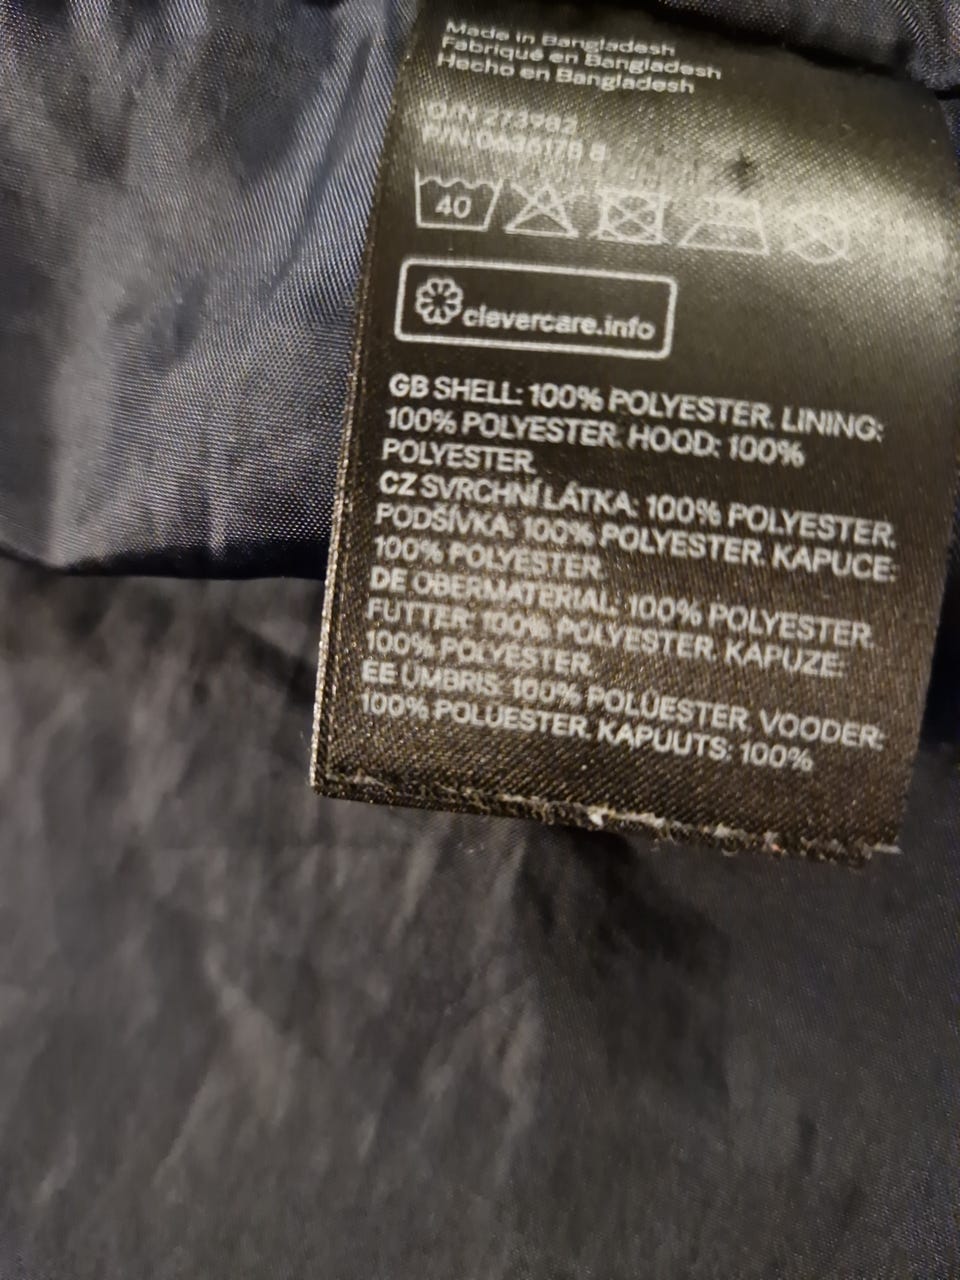 Made in Bangladesh
Fabriqué en Bangladesh
Hecho en Bangladesh
O/N 273982
P/N
40
clevercare.info
GB SHELL: 100% POLYESTER. LINING:
100% POLYESTER. HOOD: 100%
POLYESTER.
CZ SVRCHNÍ LÁTKA: 100% POLYESTER.
PODŠÍVKA: 100% POLYESTER. KAPUCE:
100% POLYESTER.
DE OBERMATERIAL: 100% POLYESTER.
FUTTER: 100% POLYESTER. KAPUZE:
100% POLYESTER.
EE ÜMBRIS: 100% POLÜESTER. VOODER:
100% POLÜESTER. KAPUUTS: 100%